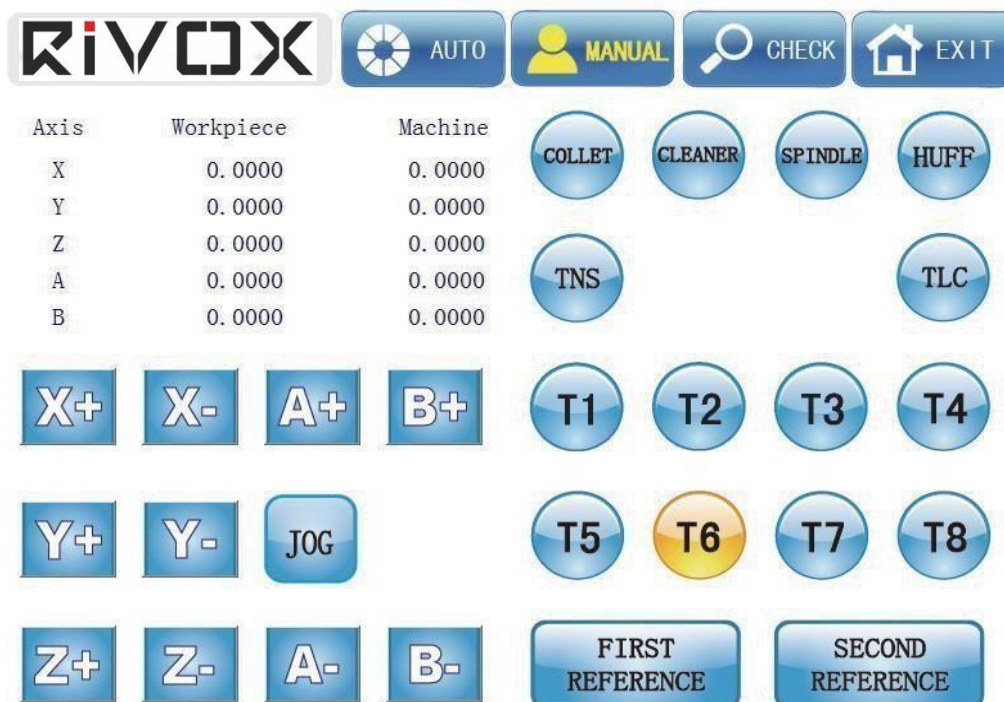 RiVOX AUTO MANUAL CHECK EXIT
Axis Workpiece Machine
X 0.0000 0.0000
Y 0.0000 0.0000
Z 0.0000 0.0000
A 0.0000 0.0000
B 0.0000 0.0000
COLLET CLEANER SPINDLE HUFF
TNS TLC
X+ X- A+ B+
T1 T2 T3 T4
Y+ Y- JOG
T5 T6 T7 T8
Z+ Z- A- B-
FIRST
REFERENCE
SECOND
REFERENCE